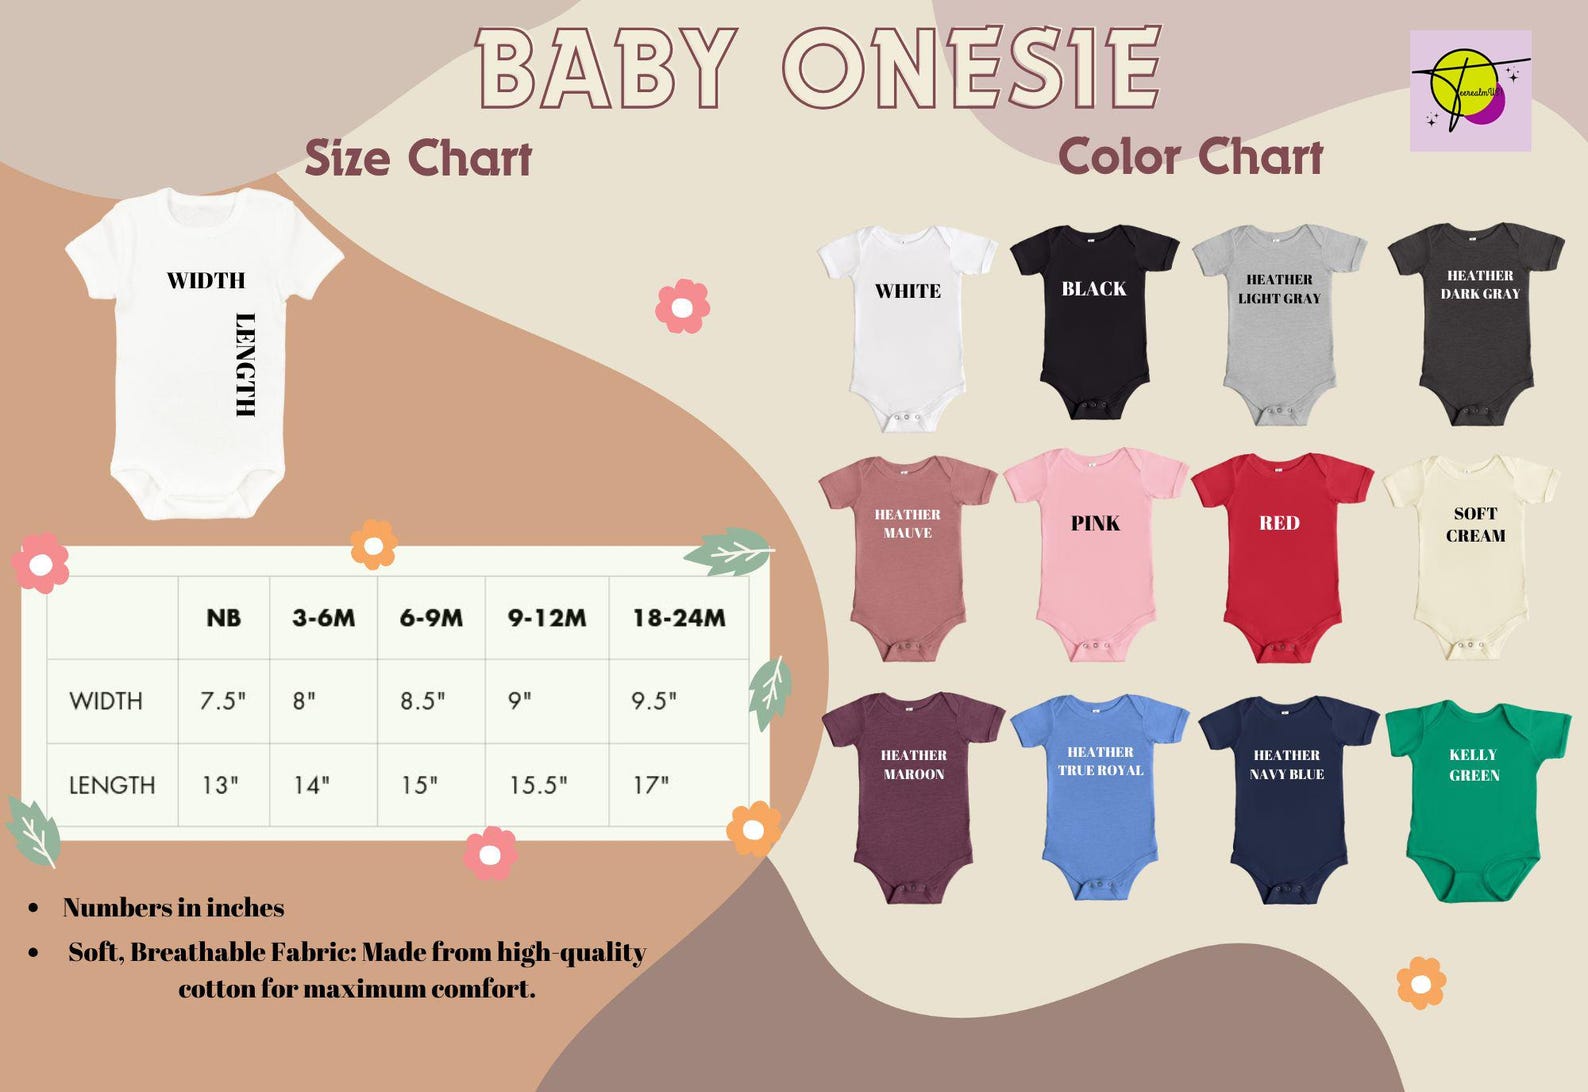 BABY ONESIE
Size Chart
WIDTH
LENGTH
NB 3-6M 6-9M 9-12M 18-24M
WIDTH 7.5" 8" 8.5" 9" 9.5"
LENGTH 13" 14" 15" 15.5" 17"
• Numbers in inches
• Soft, Breathable Fabric: Made from high-quality
cotton for maximum comfort.
Color Chart
WHITE
BLACK
HEATHER
LIGHT GRAY
HEATHER
DARK GRAY
HEATHER
MAUVE
PINK
RED
SOFT
CREAM
HEATHER
MAROON
HEATHER
TRUE ROYAL
HEATHER
NAVY BLUE
KELLY
GREEN